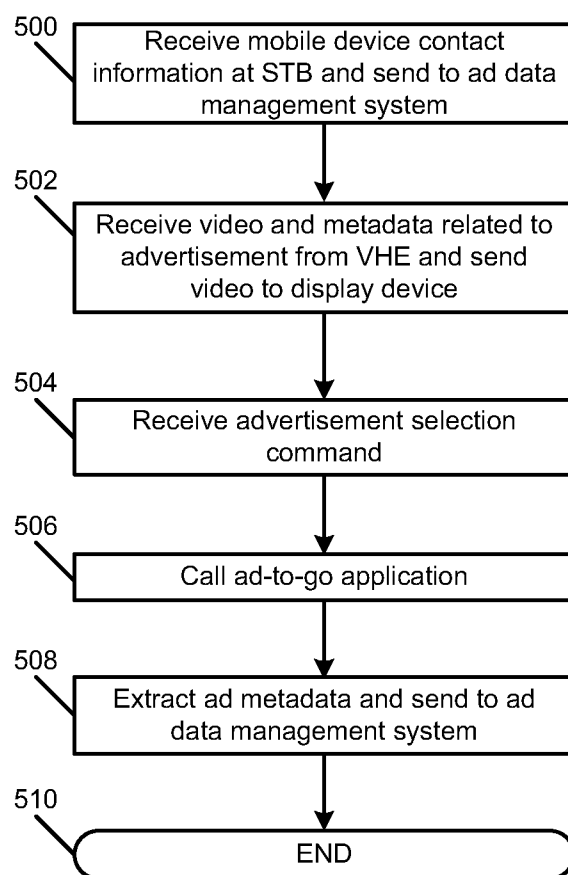 500
Receive mobile device contact
information at STB and send to ad data
management system
502
Receive video and metadata related to
advertisement from VHE and send
video to display device
504
Receive advertisement selection
command
506
Call ad-to-go application
508
Extract ad metadata and send to ad
data management system
510
END